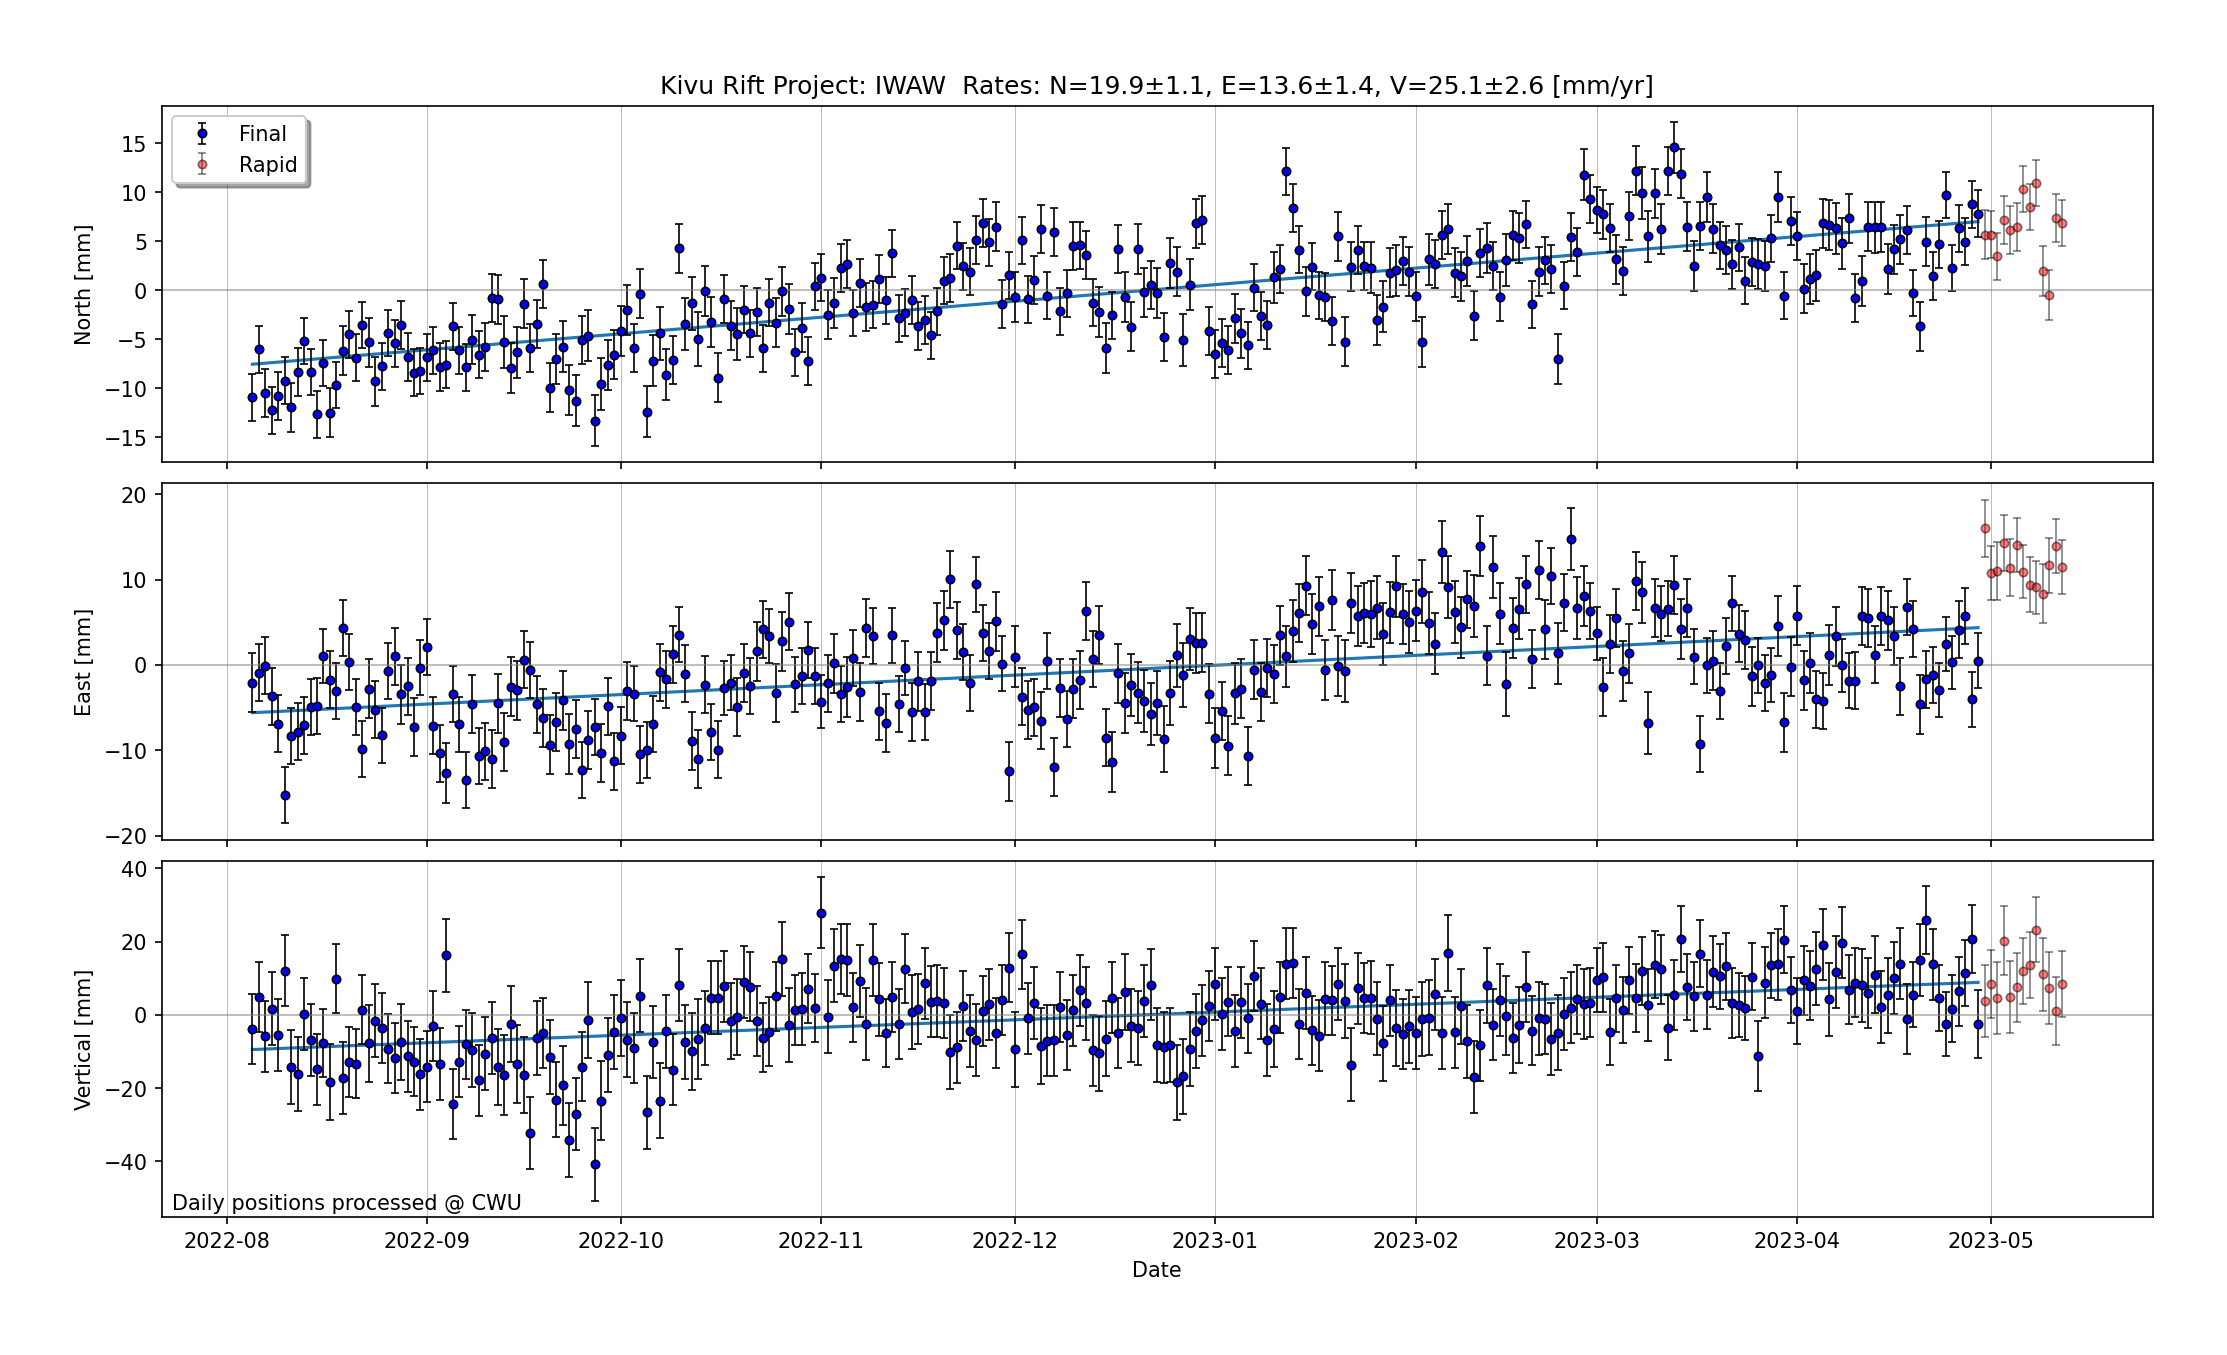 Kivu Rift Project: IWAW  Rates: N=19.9±1.1, E=13.6±1.4, V=25.1±2.6 [mm/yr]
Final
Rapid
North [mm]
15
10
5
0
−5
−10
−15
East [mm]
20
10
0
−10
−20
Vertical [mm]
40
20
0
−20
−40
Daily positions processed @ CWU
2022-08 2022-09 2022-10 2022-11 2022-12 2023-01 2023-02 2023-03 2023-04 2023-05
Date